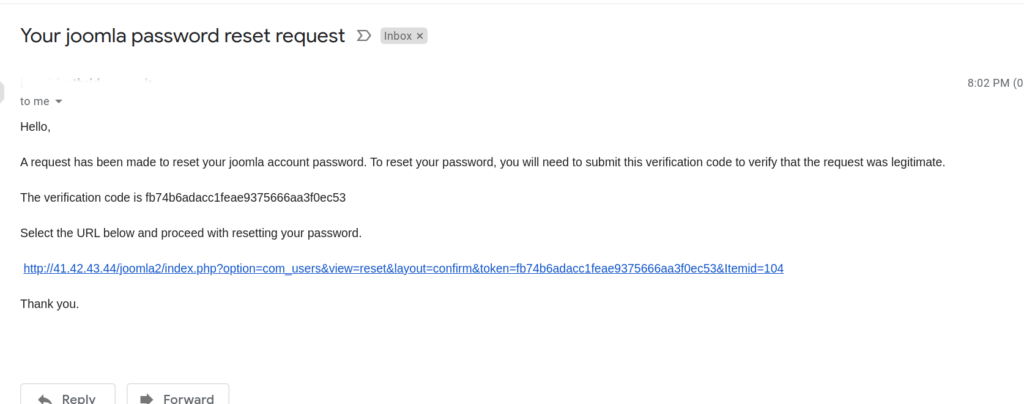 Your joomla password reset request
Inbox ×
8:02 PM (0
to me
Hello,
A request has been made to reset your joomla account password. To reset your password, you will need to submit this verification code to verify that the request was legitimate.
The verification code is fb74b6adacc1feae9375666aa3f0ec53
Select the URL below and proceed with resetting your password.
http://41.42.43.44/joomla2/index.php?option=com_users&view=reset&layout=confirm&token=fb74b6adacc1feae9375666aa3f0ec53&Itemid=104
Thank you.
Reply
Forward